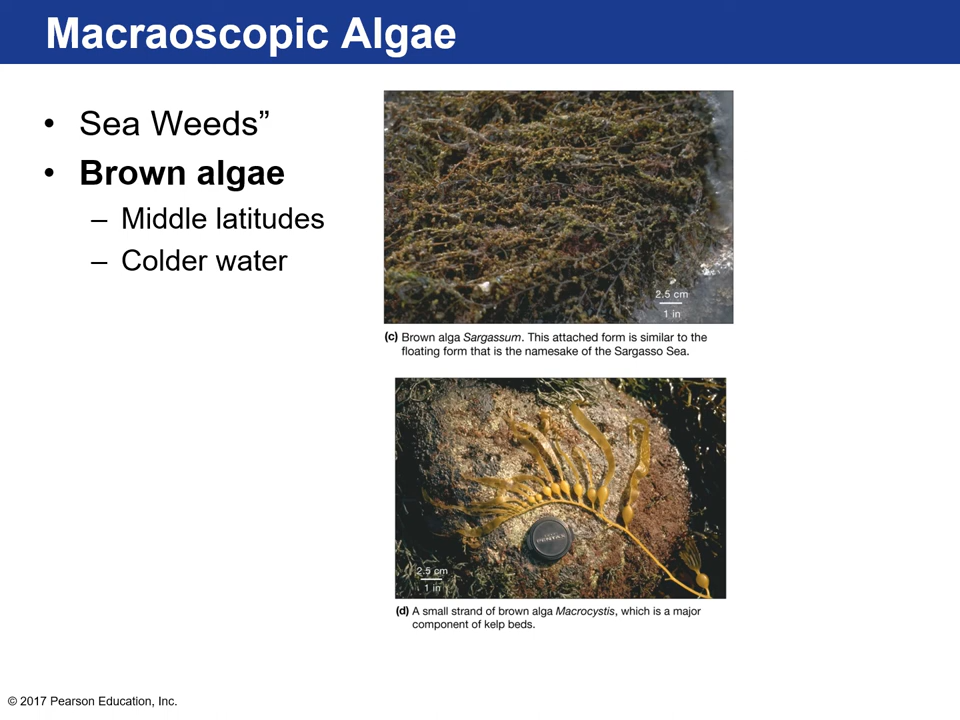 Macraoscopic Algae
• Sea Weeds”
• Brown algae
– Middle latitudes
– Colder water
2.5 cm
1 in
(c) Brown alga Sargassum. This attached form is similar to the
floating form that is the namesake of the Sargasso Sea.
PENTAX
2.5 cm
1 in
(d) A small strand of brown alga Macrocystis, which is a major
component of kelp beds.
© 2017 Pearson Education, Inc.